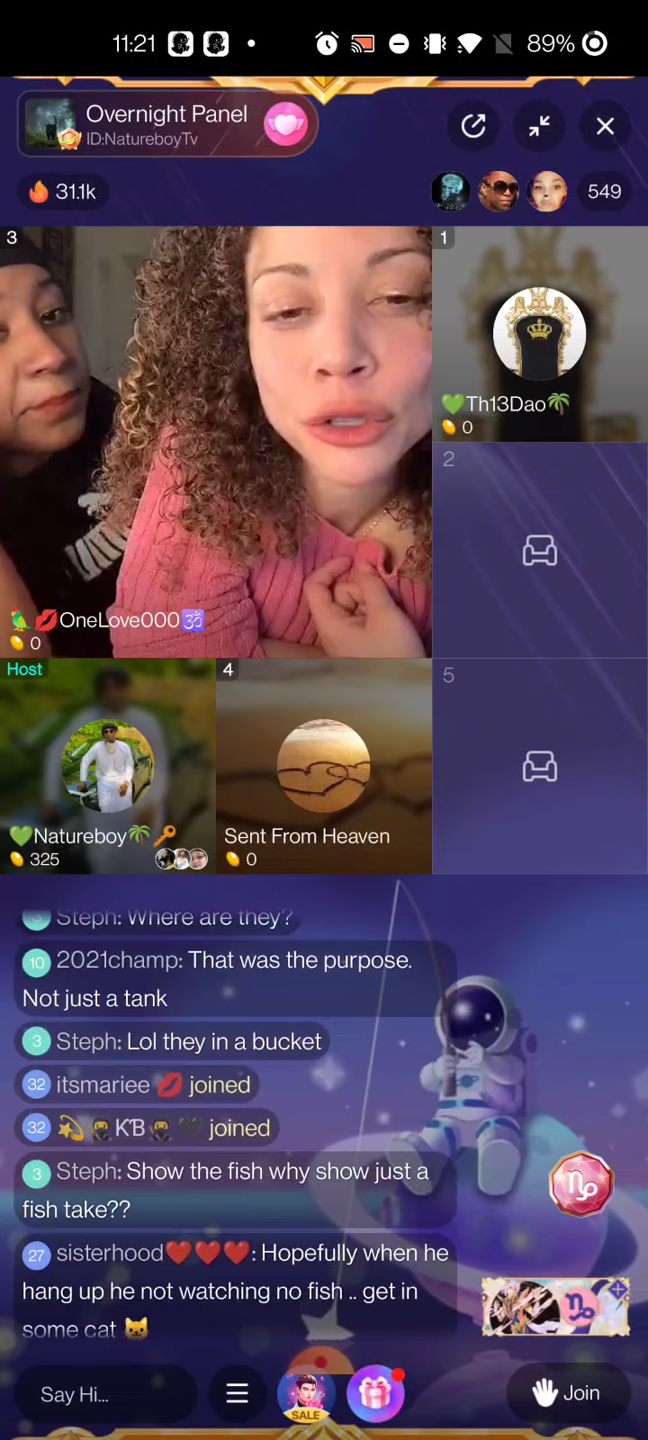 11:21
89%
Overnight Panel
ID:NatureboyTv
31.1k
549
3
1
💚Th13Dao🌴
0
2
🦜💋OneLove000🕉️
0
Host
4
5
💚Natureboy🌴🔑
325
Sent From Heaven
0
3 Steph: Where are they?
10 2021champ: That was the purpose.
Not just a tank
3 Steph: Lol they in a bucket
32 itsmariee 💋 joined
32 💫🥷KB🥷🖤 joined
3 Steph: Show the fish why show just a
fish take??
27 sisterhood❤️❤️❤️: Hopefully when he
hang up he not watching no fish .. get in
some cat 🐱
Say Hi...
SALE
Join